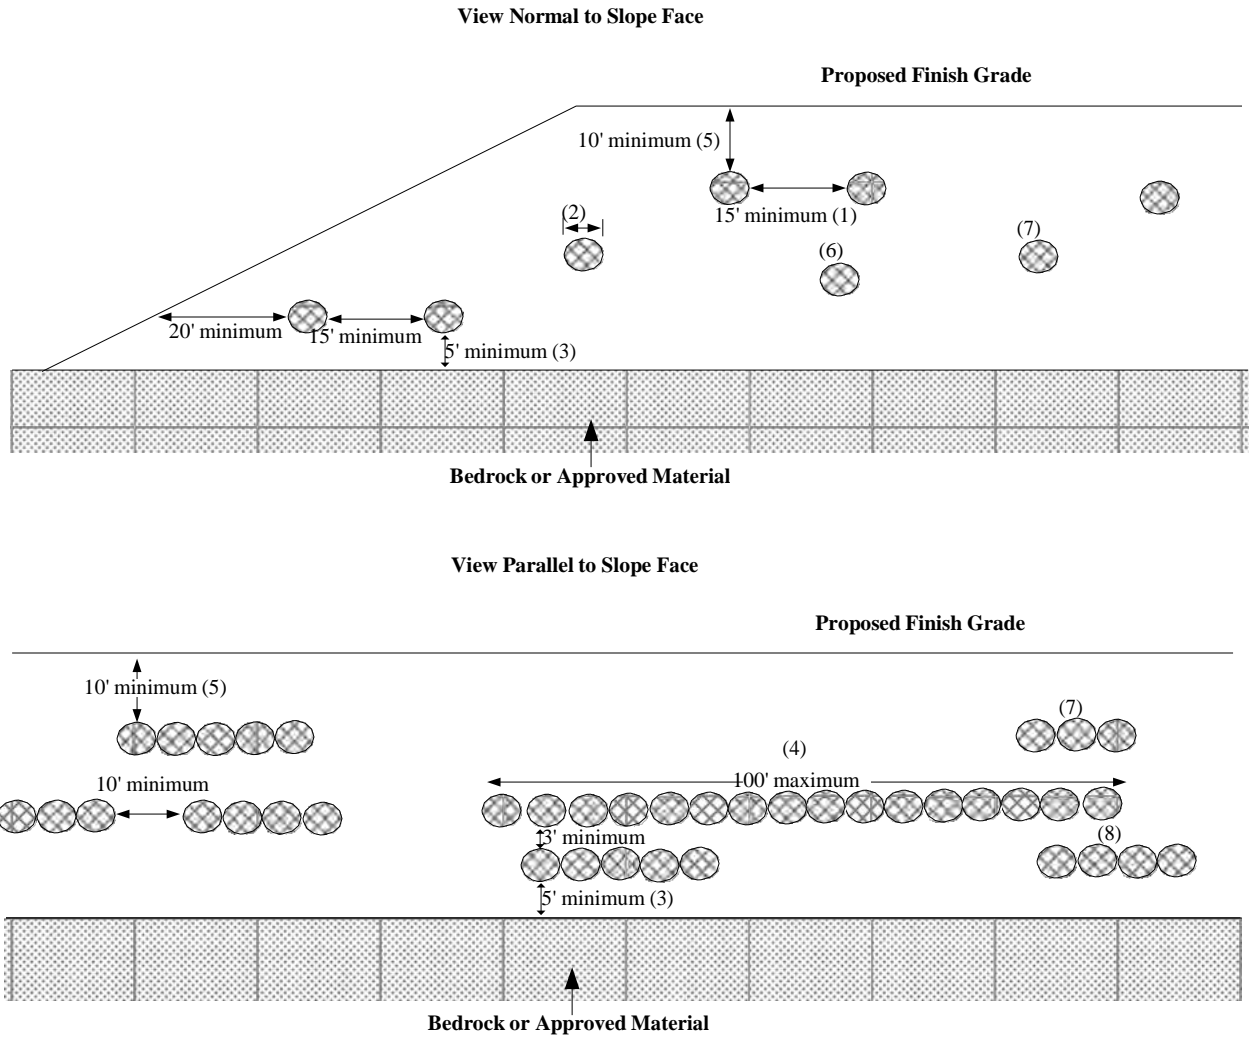 View Normal to Slope Face
Proposed Finish Grade
10' minimum (5)
15' minimum (1)
(2)
(7)
(6)
20' minimum
15' minimum
5' minimum (3)
Bedrock or Approved Material
View Parallel to Slope Face
Proposed Finish Grade
10' minimum (5)
(7)
(4)
100' maximum
10' minimum
3' minimum
(8)
5' minimum (3)
Bedrock or Approved Material